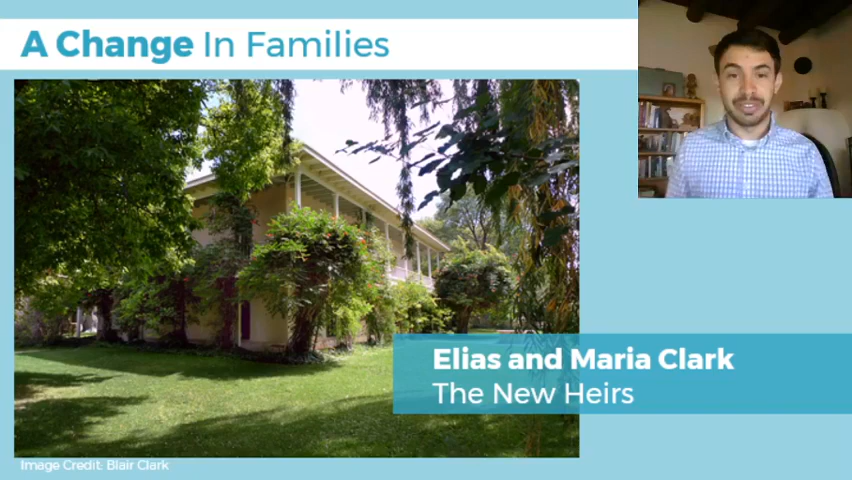 A Change In Families
Elias and Maria Clark
The New Heirs
Image Credit: Blair Clark